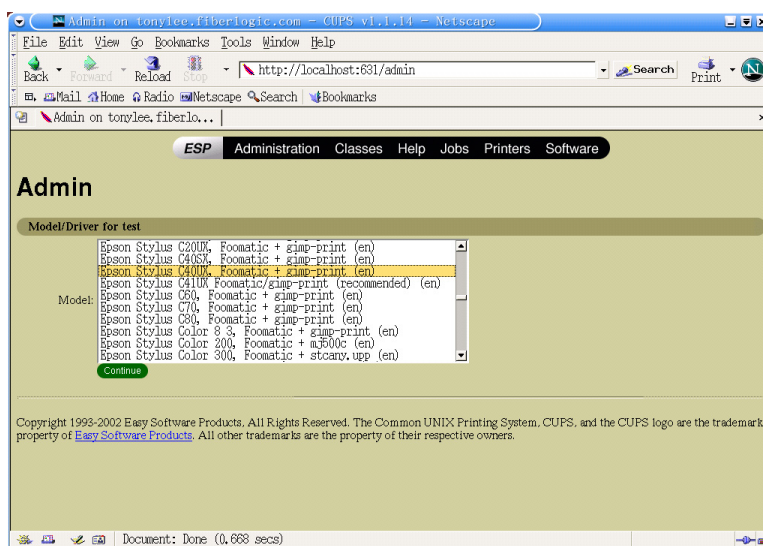 Admin on tonylee.fiberlogic.com - CUPS v1.1.14 - Netscape
File Edit View Go Bookmarks Tools Window Help
Back Forward Reload Stop http://localhost:631/admin Search Print
Mail Home Radio Netscape Search Bookmarks
Admin on tonylee.fiberlo...
ESP Administration Classes Help Jobs Printers Software
Admin
Model/Driver for test
Epson Stylus C20UX, Foomatic + gimp-print (en)
Epson Stylus C40SX, Foomatic + gimp-print (en)
Epson Stylus C40UX, Foomatic + gimp-print (en)
Epson Stylus C41UX Foomatic/gimp-print (recommended) (en)
Model:
Epson Stylus C60, Foomatic + gimp-print (en)
Epson Stylus C70, Foomatic + gimp-print (en)
Epson Stylus C80, Foomatic + gimp-print (en)
Epson Stylus Color 8 3, Foomatic + gimp-print (en)
Epson Stylus Color 200, Foomatic + mj500c (en)
Epson Stylus Color 300, Foomatic + stcany.upp (en)
Continue
Copyright 1993-2002 Easy Software Products, All Rights Reserved. The Common UNIX Printing System, CUPS, and the CUPS logo are the trademark
property of Easy Software Products. All other trademarks are the property of their respective owners.
Document: Done (0.668 secs)